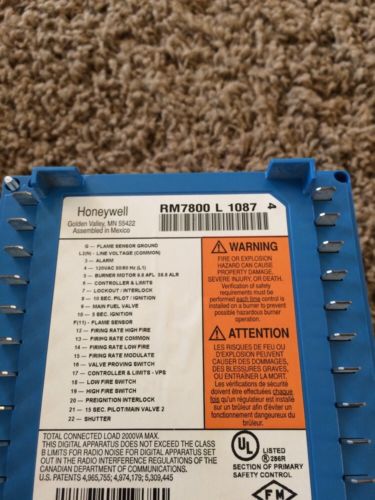 Honeywell
Golden Valley, MN 55422
Assembled in Mexico
RM7800 L 1087 4
G — FLAME SENSOR GROUND
L2(N) — LINE VOLTAGE (COMMON)
3 — ALARM
4 — 120VAC 50/60 Hz (L1)
5 — BURNER MOTOR 9.8 AFL 58.8 ALR
6 — CONTROLLER & LIMITS
7 — LOCKOUT / INTERLOCK
8 — 10 SEC. PILOT / IGNITION
9 — MAIN FUEL VALVE
10 — 5 SEC. IGNITION
F(11) — FLAME SENSOR
12 — FIRING RATE HIGH FIRE
13 — FIRING RATE COMMON
14 — FIRING RATE LOW FIRE
15 — FIRING RATE MODULATE
16 — VALVE PROVING SWITCH
17 — CONTROLLER & LIMITS - VPS
18 — LOW FIRE SWITCH
19 — HIGH FIRE SWITCH
20 — PREIGNITION INTERLOCK
21 — 15 SEC. PILOT/MAIN VALVE 2
22 — SHUTTER
TOTAL CONNECTED LOAD 2000VA MAX.
THIS DIGITAL APPARATUS DOES NOT EXCEED THE CLASS
B LIMITS FOR RADIO NOISE FOR DIGITAL APPARATUS SET
OUT IN THE RADIO INTERFERENCE REGULATIONS OF THE
CANADIAN DEPARTMENT OF COMMUNICATIONS.
U.S. PATENTS 4,965,755; 4,974,179; 5,309,445
WARNING
FIRE OR EXPLOSION
HAZARD CAN CAUSE
PROPERTY DAMAGE,
SEVERE INJURY, OR DEATH.
Verification of safety
requirements must be
performed each time control
is installed on a burner
to prevent possible
hazardous burner
operation.
ATTENTION
LES RISQUES DE FEU OU
D'EXPLOSION PEUVENT
CAUSER DES DOMMAGES,
DES BLESSURES GRAVES,
OU ENTRAINER LA MORT.
Les vérifications de sécurité
doivent être effectuées
chaque fois qu'un
régulateur est installé sur
un brûleur afin d'éviter
UL
LISTED
286R
SECTION OF PRIMARY
SAFETY CONTROL
FM